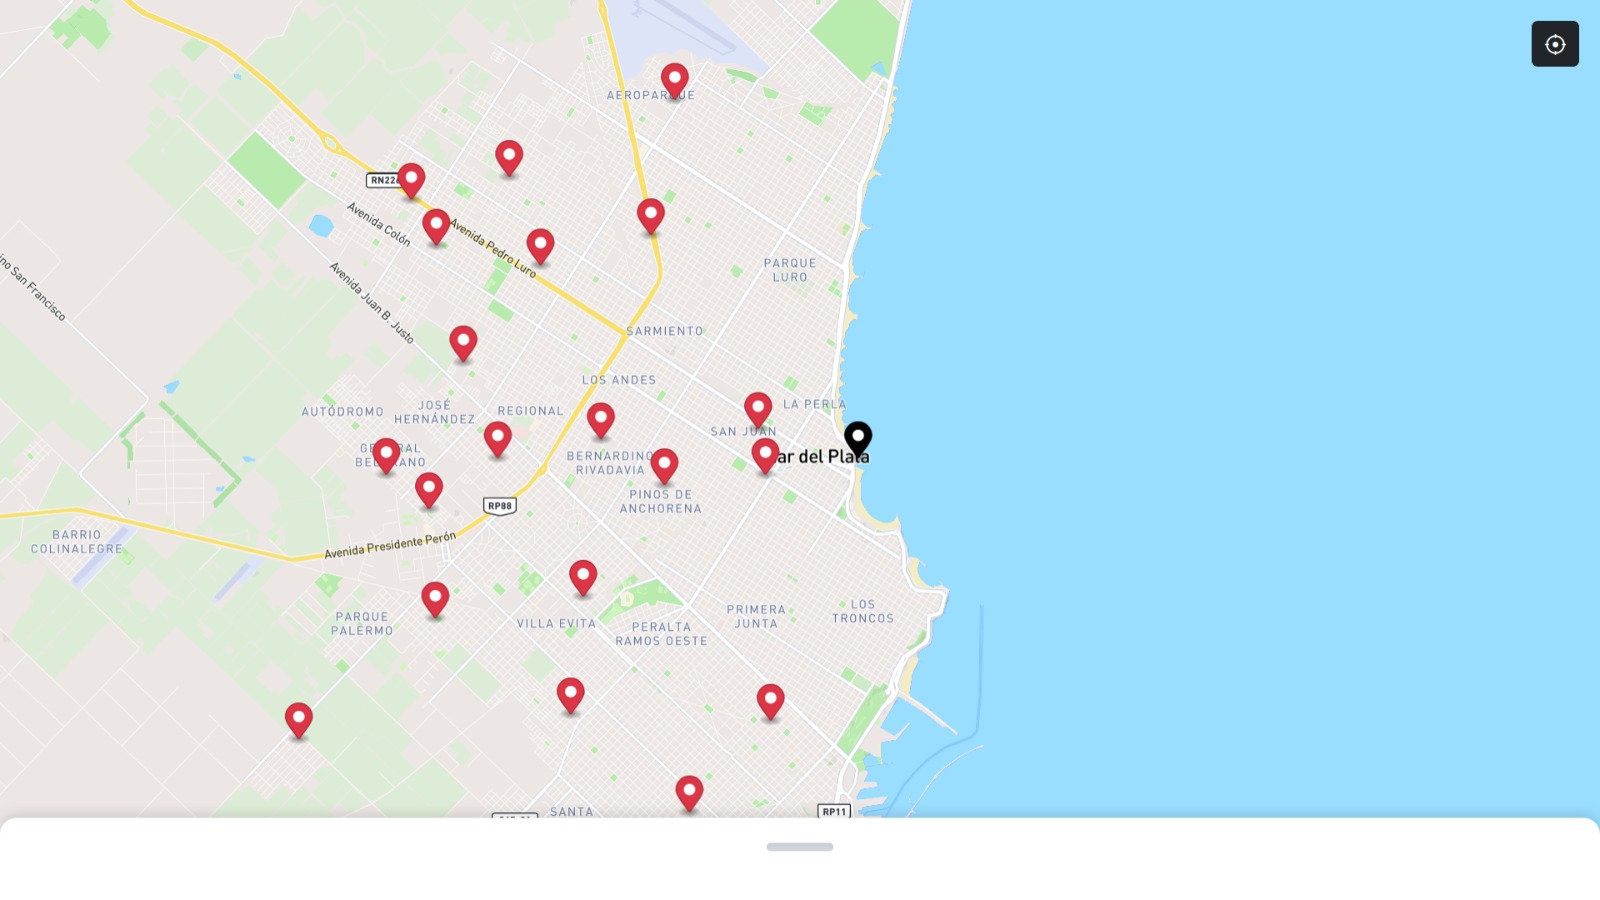 AEROPARQUE
RN226
Avenida Colón
Avenida Pedro Luro
Avenida Juan B. Justo
PARQUE
LURO
San Francisco
SARMIENTO
LOS ANDES
AUTÓDROMO
JOSÉ
HERNÁNDEZ
REGIONAL
LA PERLA
SAN JUAN
GENERAL
BELGRANO
BERNARDINO
RIVADAVIA
ar del Plata
PINOS DE
ANCHORENA
RP88
BARRIO
COLINALEGRE
Avenida Presidente Perón
PARQUE
PALERMO
VILLA EVITA
PERALTA
RAMOS OESTE
PRIMERA
JUNTA
LOS
TRONCOS
SANTA
RP11